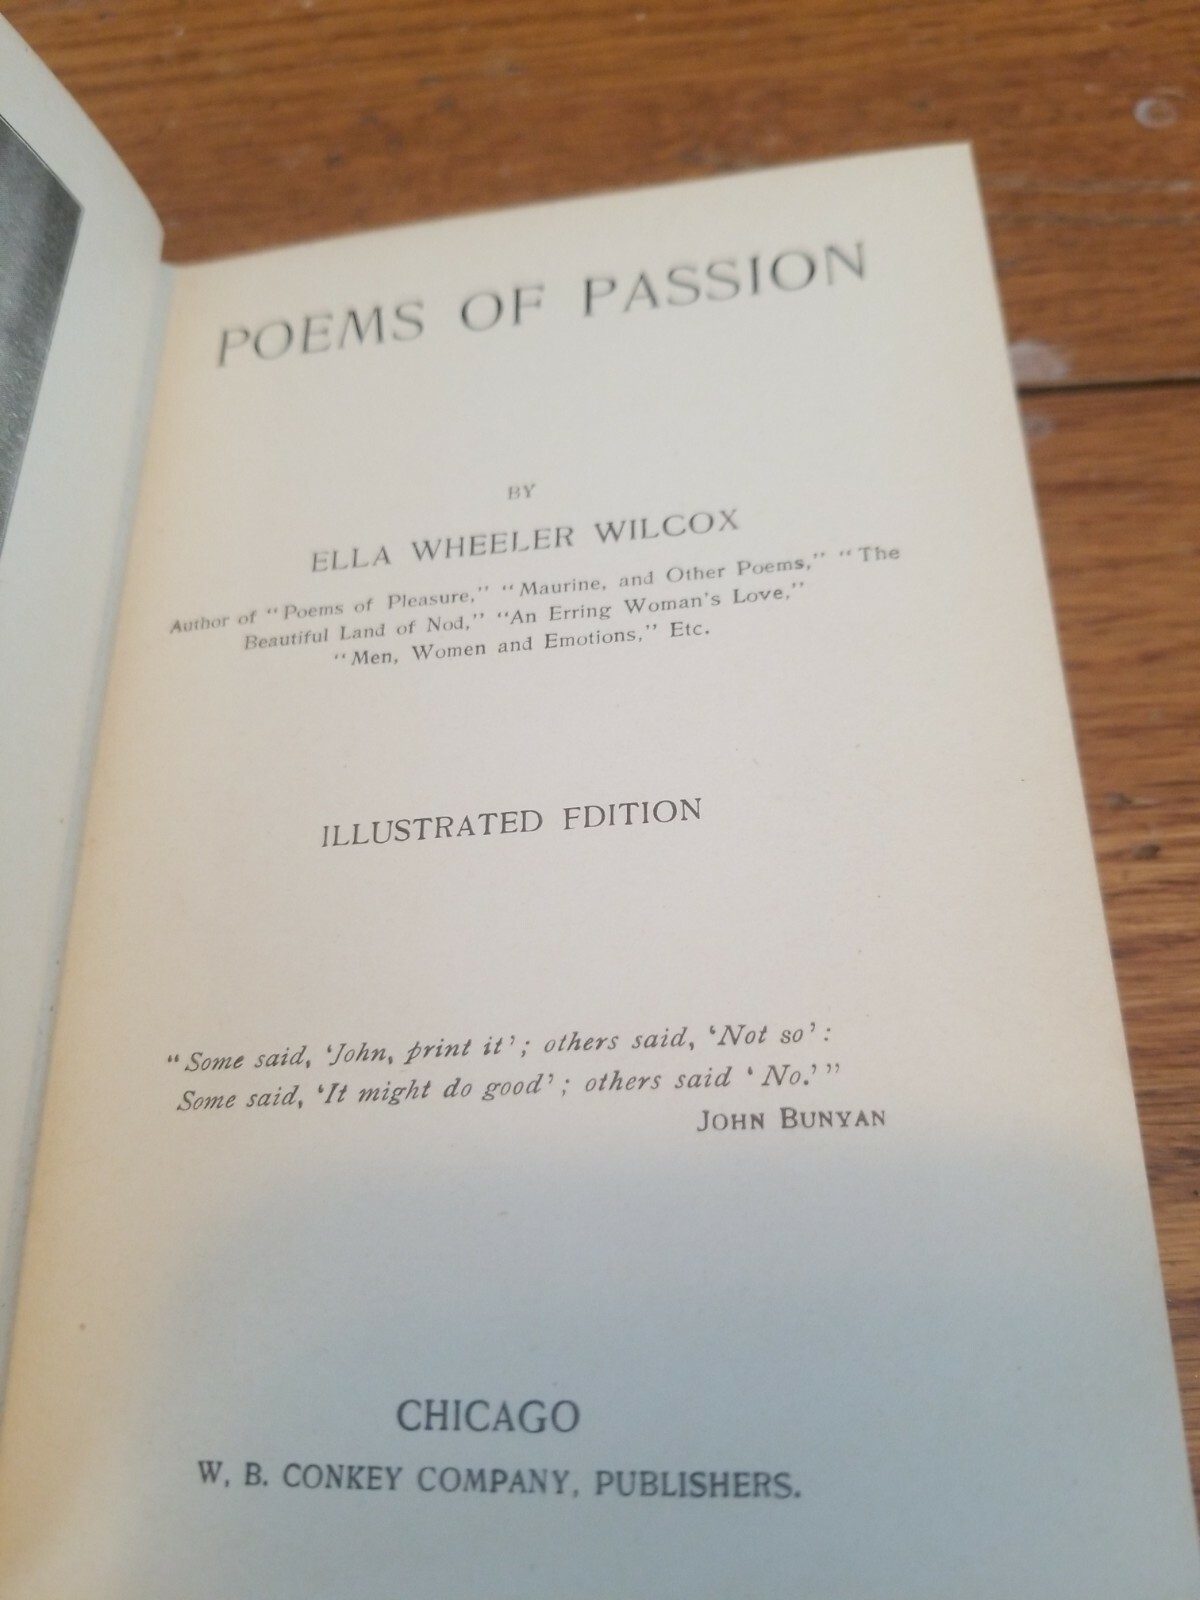 POEMS OF PASSION
BY
ELLA WHEELER WILCOX
Author of "Poems of Pleasure," "Maurine, and Other Poems," "The
Beautiful Land of Nod," "An Erring Woman's Love,"
"Men, Women and Emotions," Etc.
ILLUSTRATED EDITION
"Some said, 'John, print it'; others said, 'Not so':
Some said, 'It might do good'; others said 'No.'"
JOHN BUNYAN
CHICAGO
W. B. CONKEY COMPANY, PUBLISHERS.